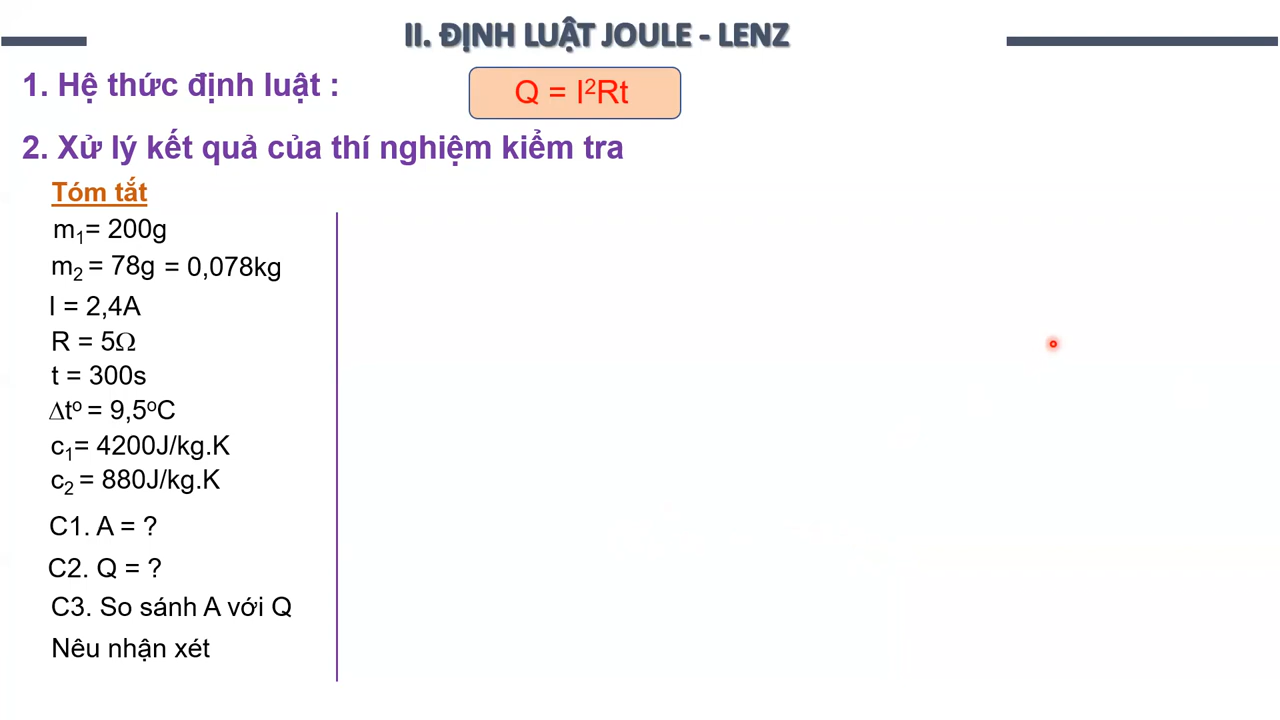 II. ĐỊNH LUẬT JOULE - LENZ
1. Hệ thức định luật :
Q = I²Rt
2. Xử lý kết quả của thí nghiệm kiểm tra
Tóm tắt
m₁= 200g
m₂ = 78g = 0,078kg
I = 2,4A
R = 5Ω
t = 300s
∆tº = 9,5ºC
c₁= 4200J/kg.K
c₂ = 880J/kg.K
C1. A = ?
C2. Q = ?
C3. So sánh A với Q
Nêu nhận xét